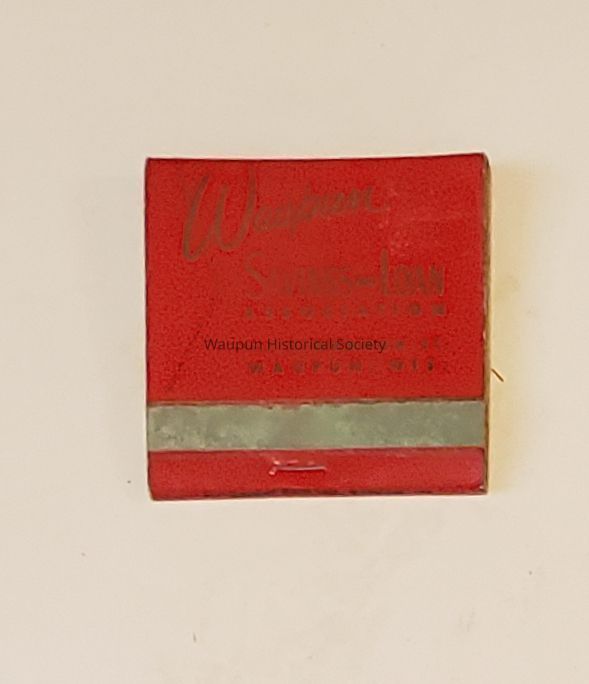 Waupun
SAVINGS AND LOAN
ASSOCIATION
Waupun Historical Society
WAUPUN, WIS.